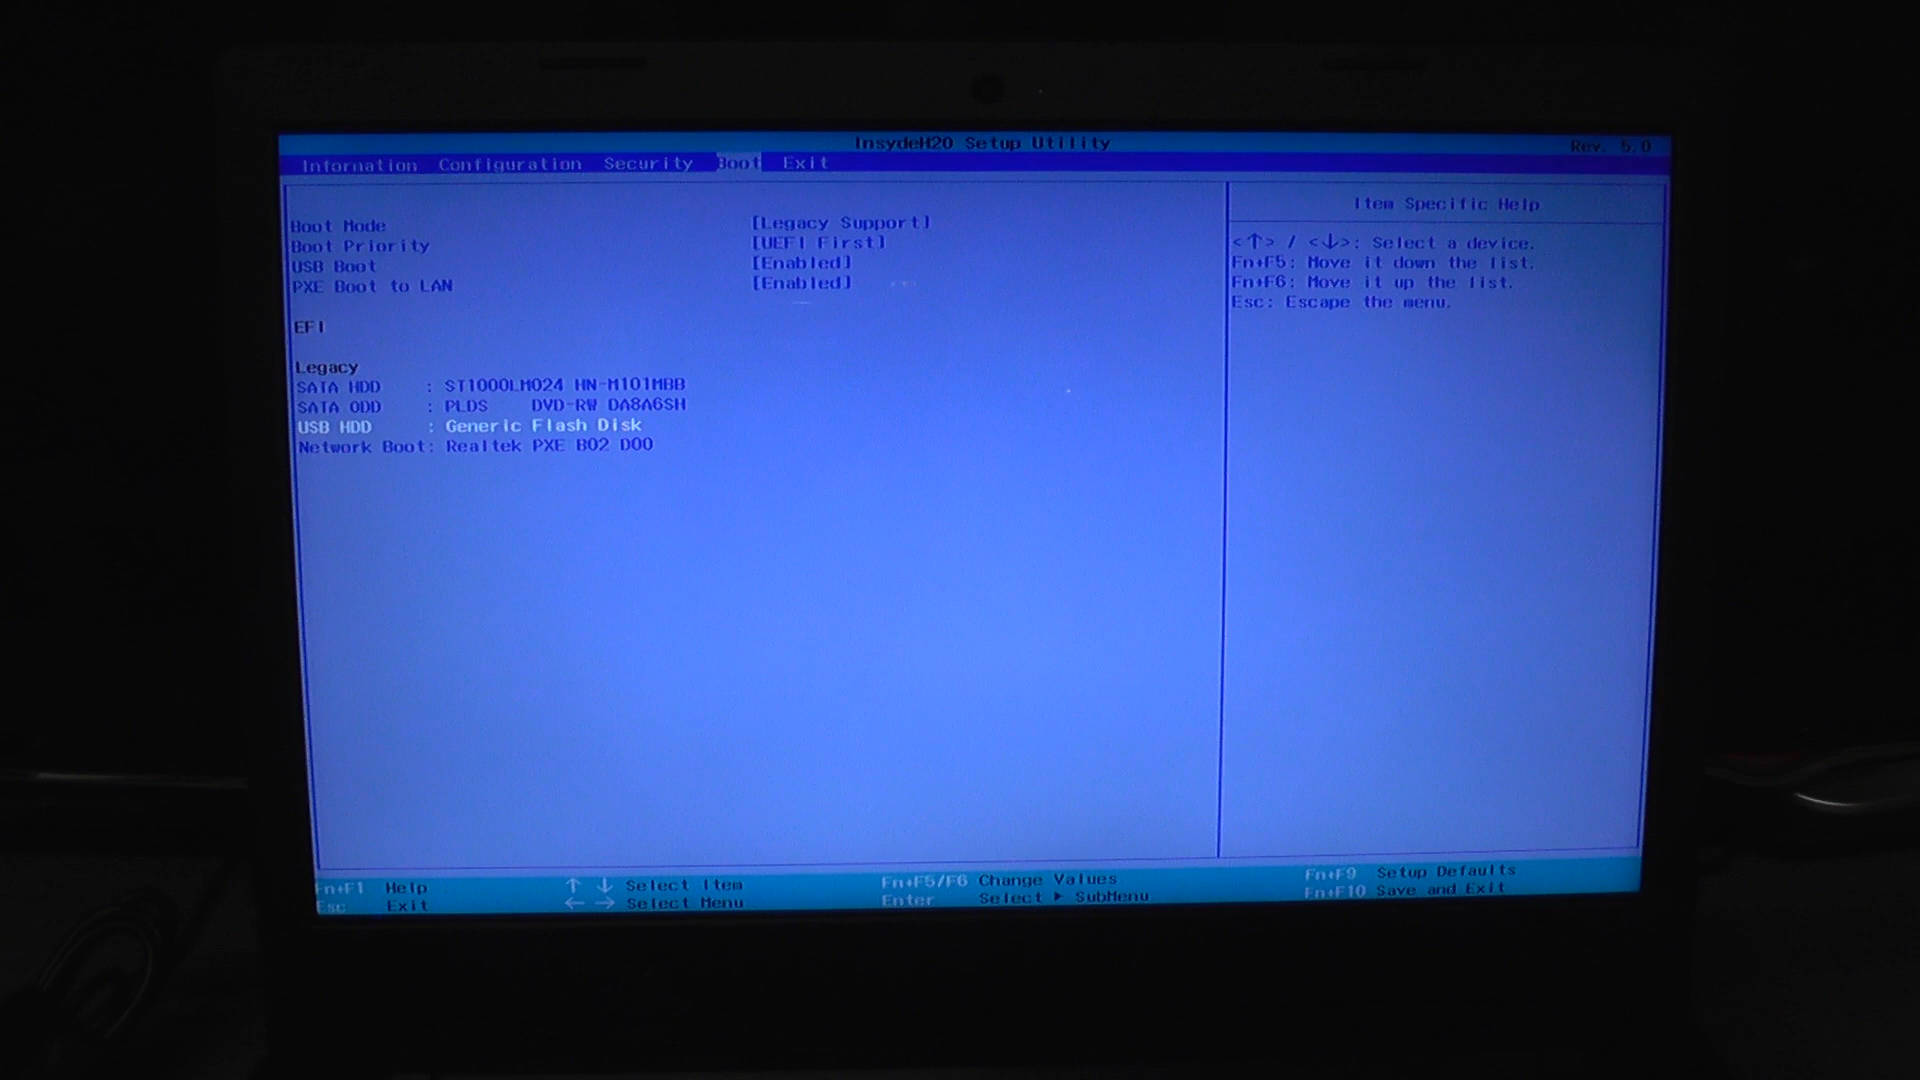 InsydeH20 Setup Utility
Rev. 5.0
Information Configuration Security Boot Exit
Boot Mode [Legacy Support]
Boot Priority [UEFI First]
USB Boot [Enabled]
PXE Boot to LAN [Enabled]
EFI
Legacy
SATA HDD : ST1000LM024 HN-M101MBB
SATA ODD : PLDS DVD-RW DA8A6SH
USB HDD : Generic Flash Disk
Network Boot: Realtek PXE B02 D00
Item Specific Help
<↑> / <↓>: Select a device.
Fn+F5: Move it down the list.
Fn+F6: Move it up the list.
Esc: Escape the menu.
Fn+F1 Help ↑ ↓ Select Item Fn+F5/F6 Change Values Fn+F9 Setup Defaults
Esc Exit ← → Select Menu Enter Select ▶ SubMenu Fn+F10 Save and Exit